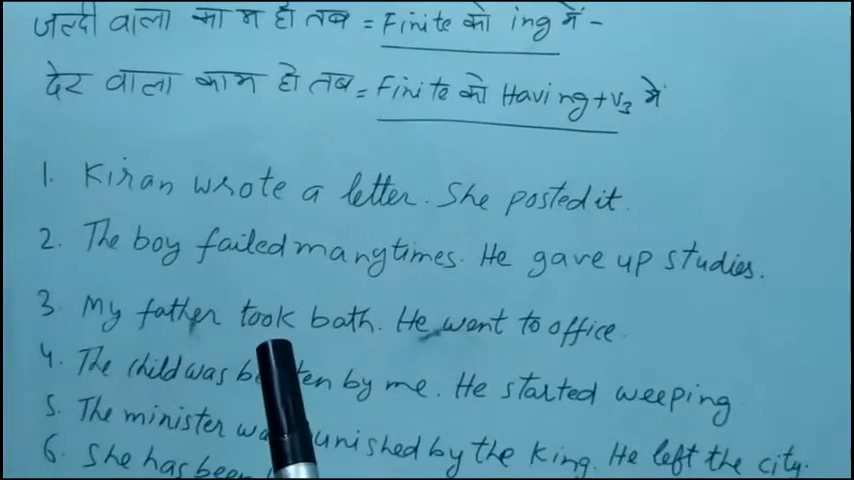 जल्दी वाला काम हो तब = Finite को ing में -
देर वाला काम हो तब = Finite को Having + V3 में
1. Kiran wrote a letter. She posted it.
2. The boy failed many times. He gave up studies.
3. My father took bath. He went to office.
4. The child was by me. He started weeping
5. The minister by the King. He left the city.
6. She has been